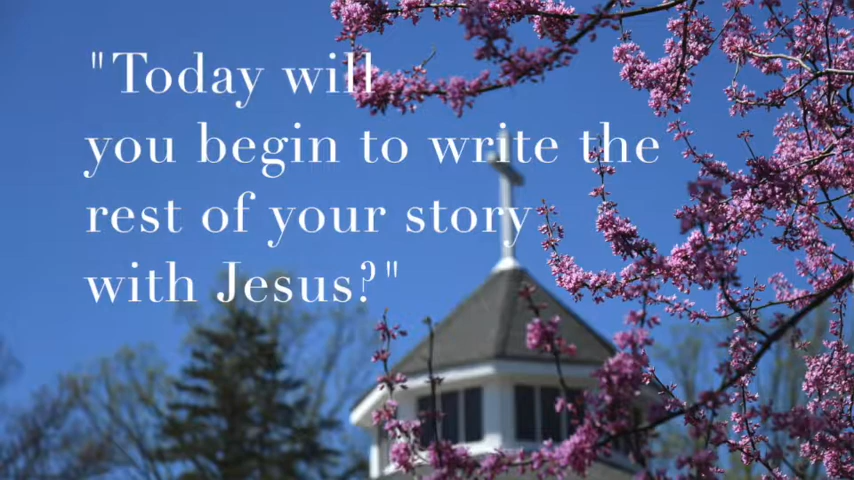 "Today will
you begin to write the
rest of your story
with Jesus?"